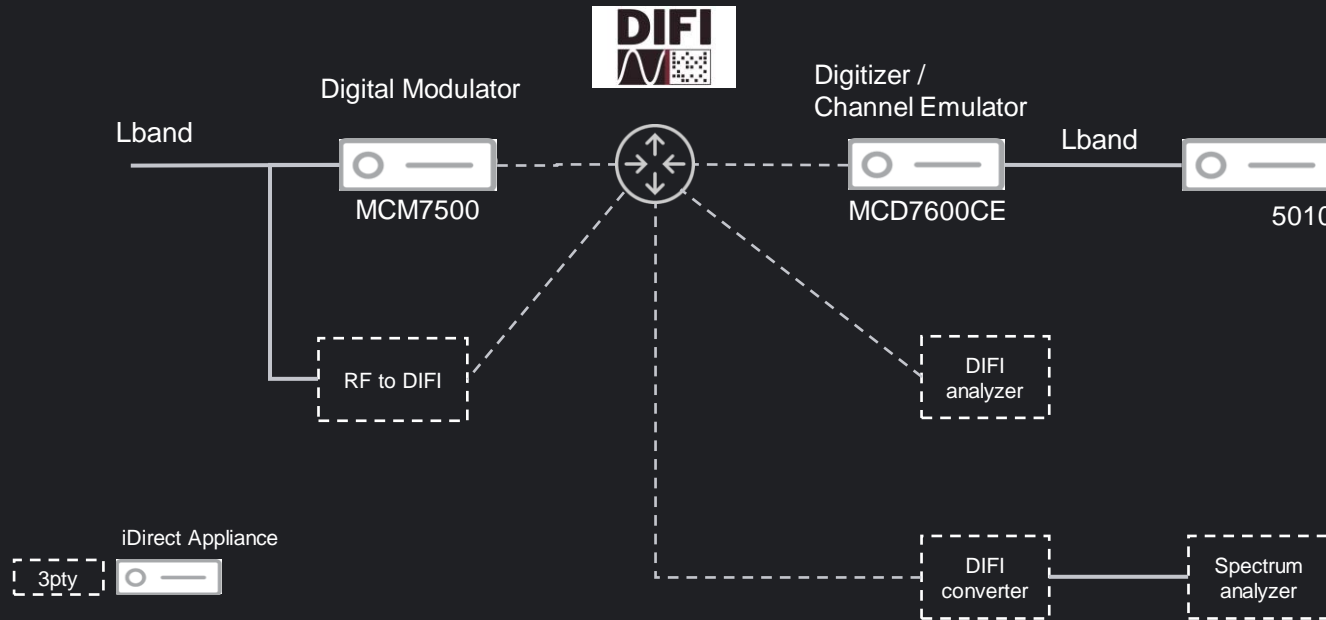 DIFI
Digital Modulator
Digitizer /
Channel Emulator
Lband
Lband
MCM7500
MCD7600CE
5010
RF to DIFI
DIFI
analyzer
iDirect Appliance
3pty
DIFI
converter
Spectrum
analyzer